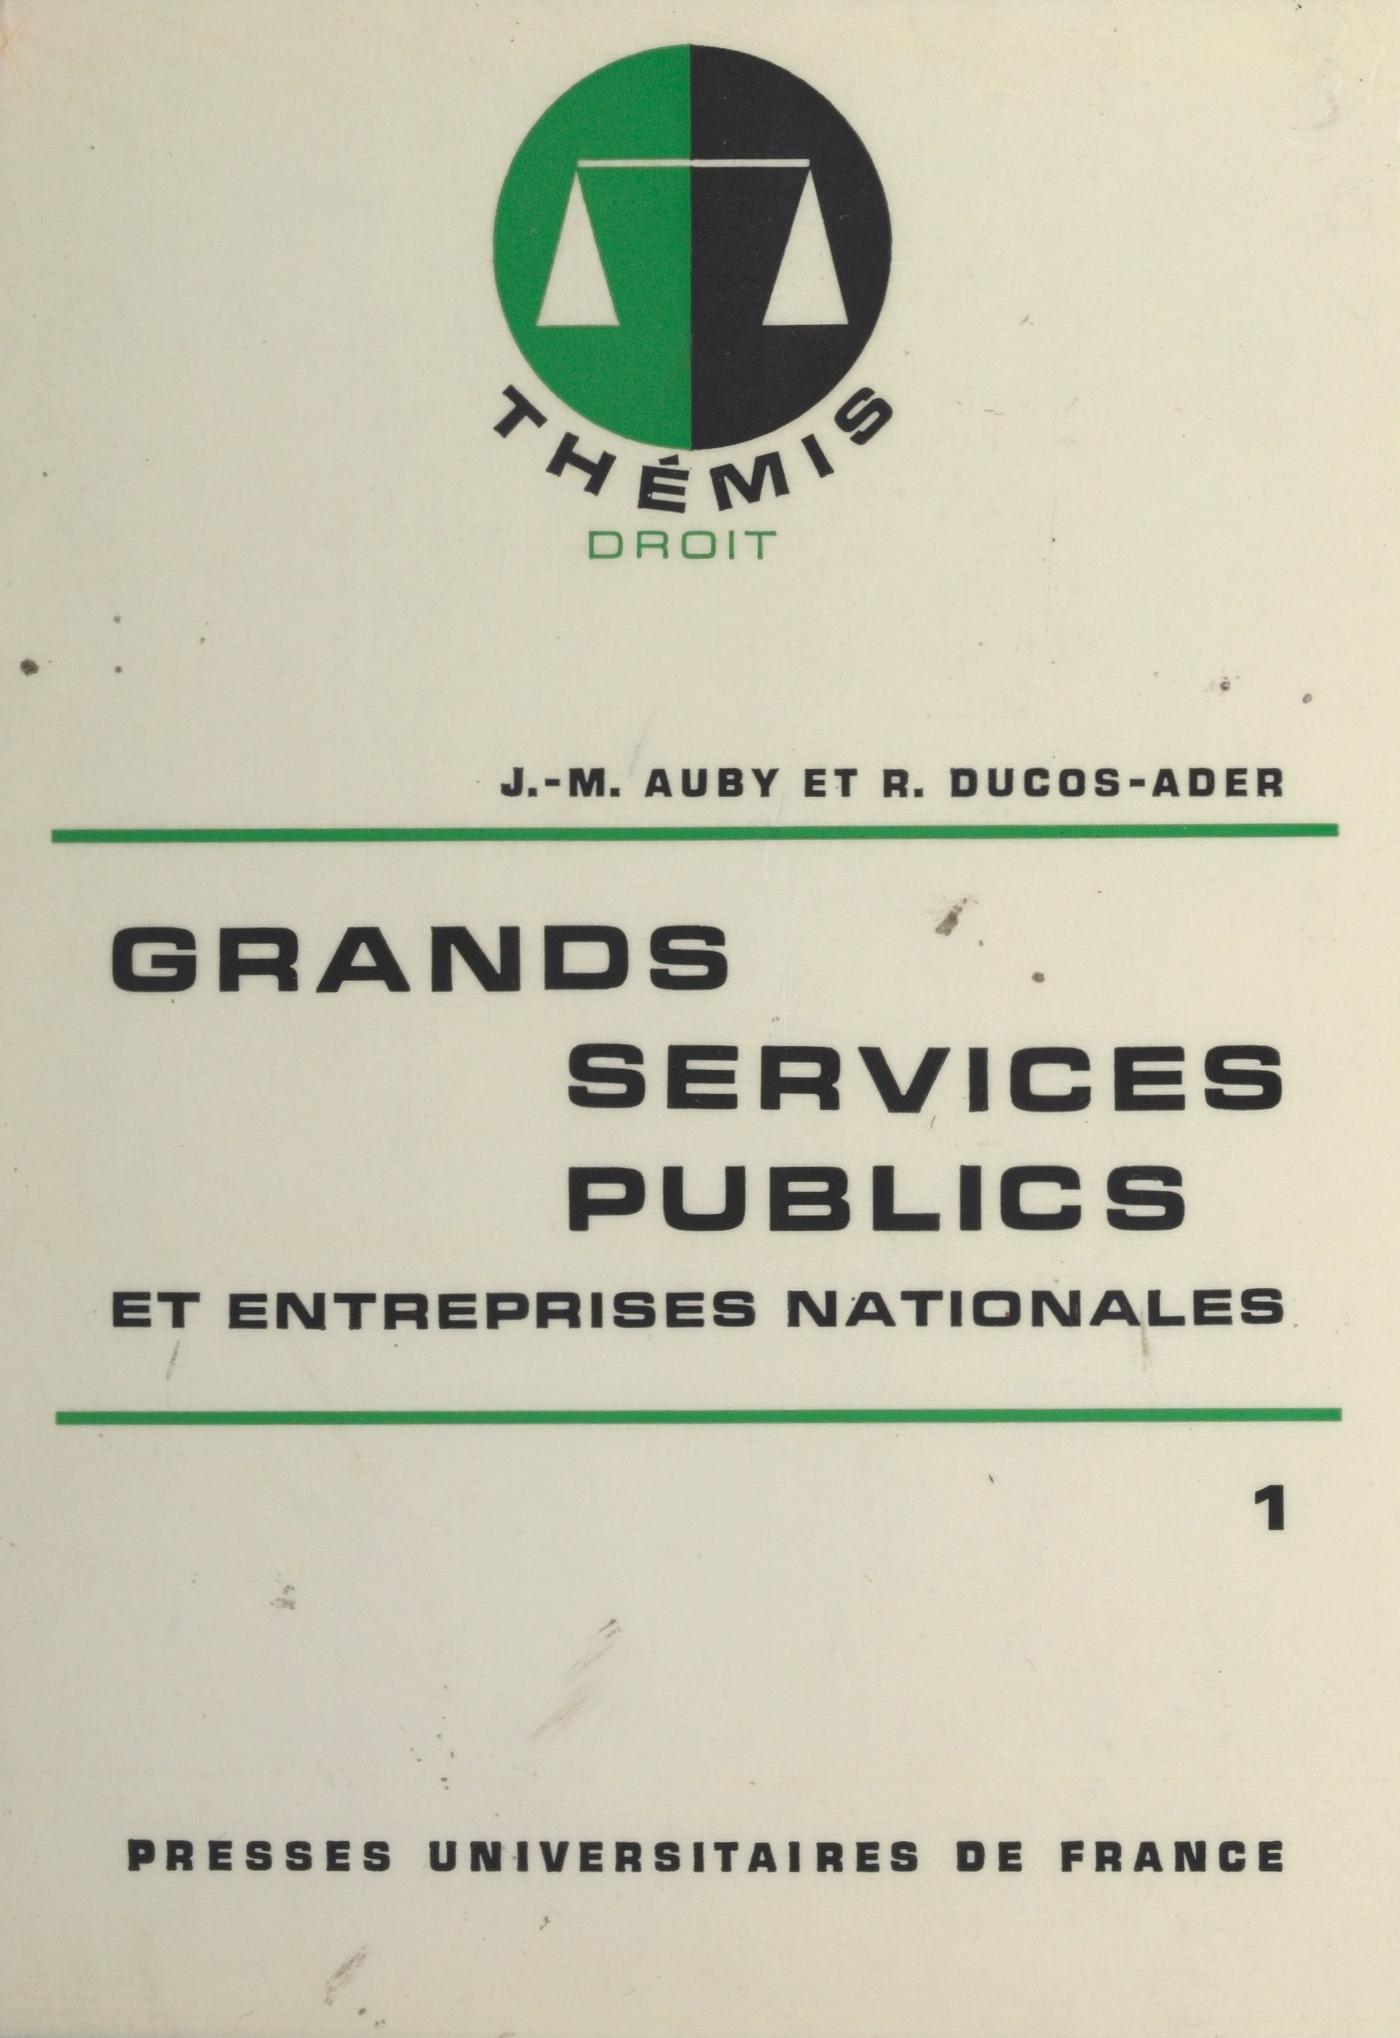 THÉMIS
DROIT
J.-M. AUBY ET R. DUCOS-ADER
GRANDS
SERVICES
PUBLICS
ET ENTREPRISES NATIONALES
1
PRESSES UNIVERSITAIRES DE FRANCE